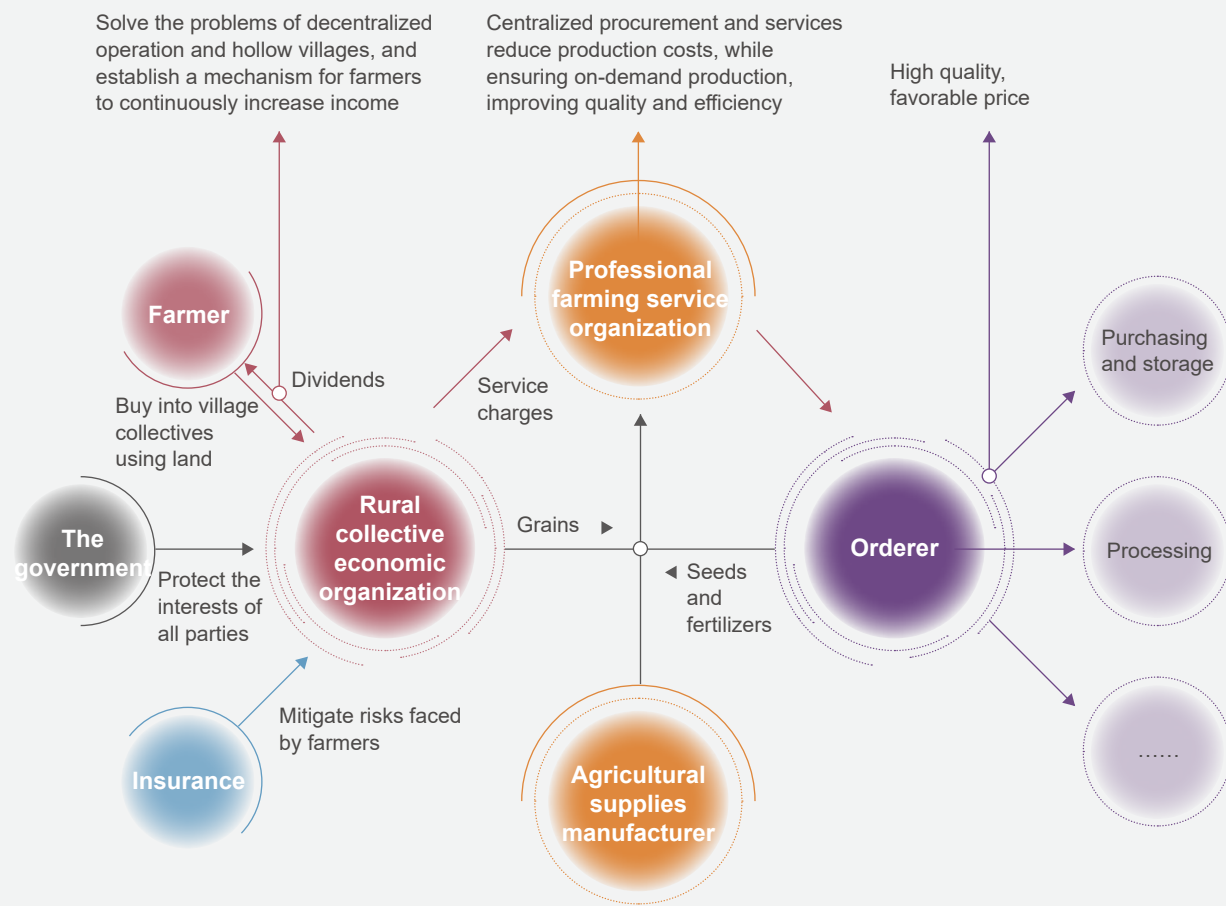 Solve the problems of decentralized
operation and hollow villages, and
establish a mechanism for farmers
to continuously increase income
Centralized procurement and services
reduce production costs, while
ensuring on-demand production,
improving quality and efficiency
High quality,
favorable price
Farmer
Dividends
Buy into village
collectives
using land
Professional
farming service
organization
Service
charges
Purchasing
and storage
The
government
Protect the
interests of
all parties
Rural
collective
economic
organization
Grains
Seeds
and
fertilizers
Orderer
Processing
Insurance
Mitigate risks faced
by farmers
Agricultural
supplies
manufacturer
......